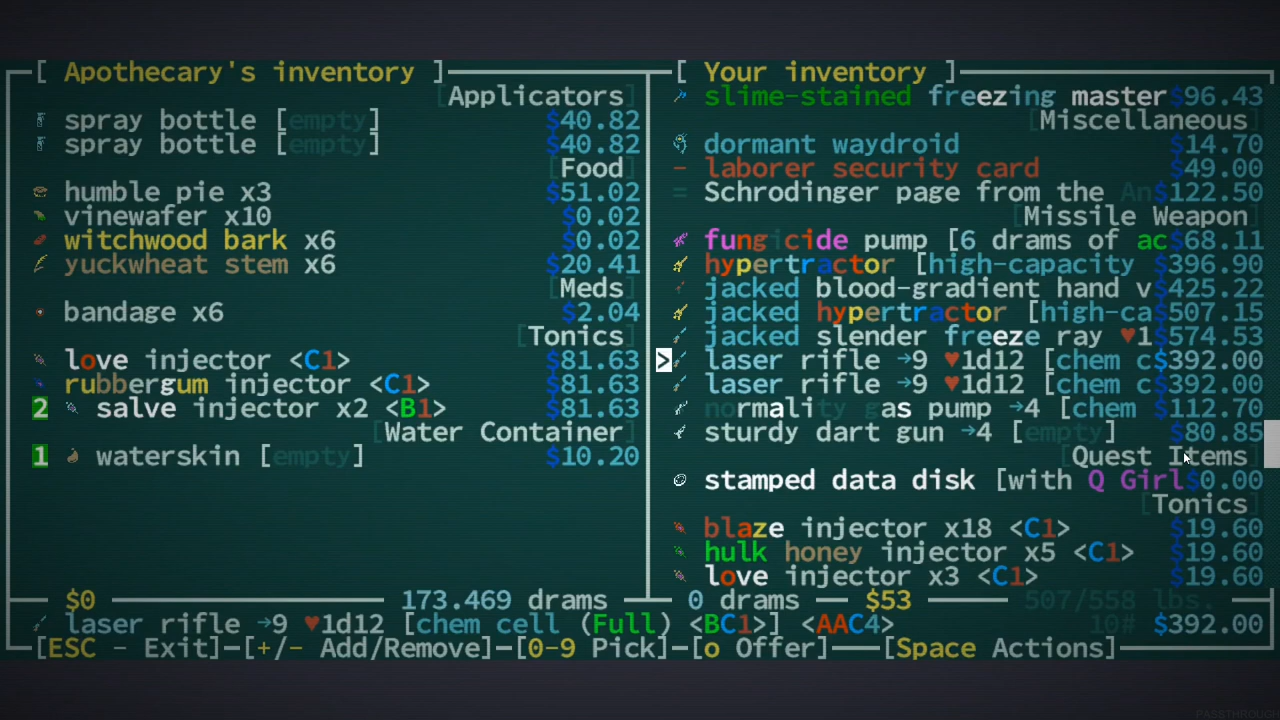 [ Apothecary's inventory ]
[Applicators]
spray bottle [empty] $40.82
spray bottle [empty] $40.82
[Food]
humble pie x3 $51.02
vinewafer x10 $0.02
witchwood bark x6 $0.02
yuckwheat stem x6 $20.41
[Meds]
bandage x6 $2.04
[Tonics]
love injector <C1> $81.63
rubbergum injector <C1> $81.63
2 salve injector x2 <B1> $81.63
[Water Container]
1 waterskin [empty] $10.20
[ Your inventory ]
slime-stained freezing master $96.43
[Miscellaneous]
dormant waydroid $14.70
laborer security card $49.00
Schrodinger page from the An $122.50
[Missile Weapon]
fungicide pump [6 drams of ac $68.11
hypertractor [high-capacity $396.90
jacked blood-gradient hand v $425.22
jacked hypertractor [high-ca $507.15
jacked slender freeze ray ♥1 $574.53
> laser rifle →9 ♥1d12 [chem c $392.00
laser rifle →9 ♥1d12 [chem c $392.00
normality gas pump →4 [chem $112.70
sturdy dart gun →4 [empty] $80.85
[Quest Items]
stamped data disk [with Q Girl $0.00
[Tonics]
blaze injector x18 <C1> $19.60
hulk honey injector x5 <C1> $19.60
love injector x3 <C1> $19.60
$0 173.469 drams 0 drams $53 507/558 lbs.
laser rifle →9 ♥1d12 [chem cell (Full) <BC1>] <AAC4> 10# $392.00
[ESC - Exit] [+/- Add/Remove] [0-9 Pick] [o Offer] [Space Actions]
PASSTHROUGH